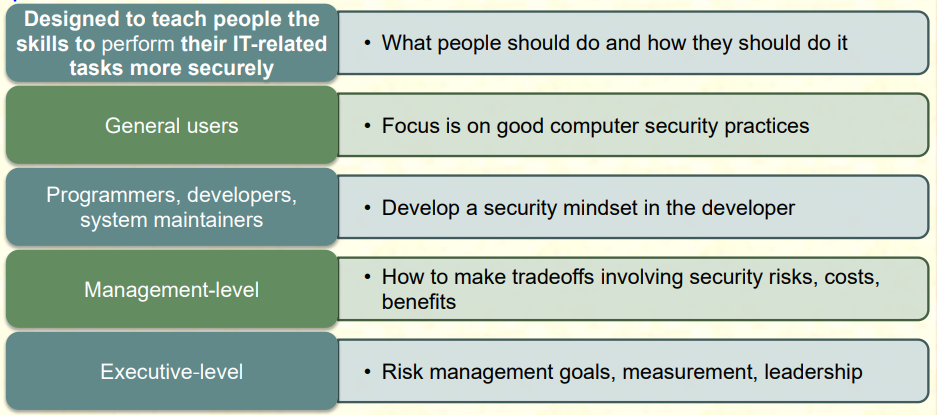 Designed to teach people the
skills to perform their IT-related
tasks more securely
• What people should do and how they should do it
General users
• Focus is on good computer security practices
Programmers, developers,
system maintainers
• Develop a security mindset in the developer
Management-level
• How to make tradeoffs involving security risks, costs,
benefits
Executive-level
• Risk management goals, measurement, leadership